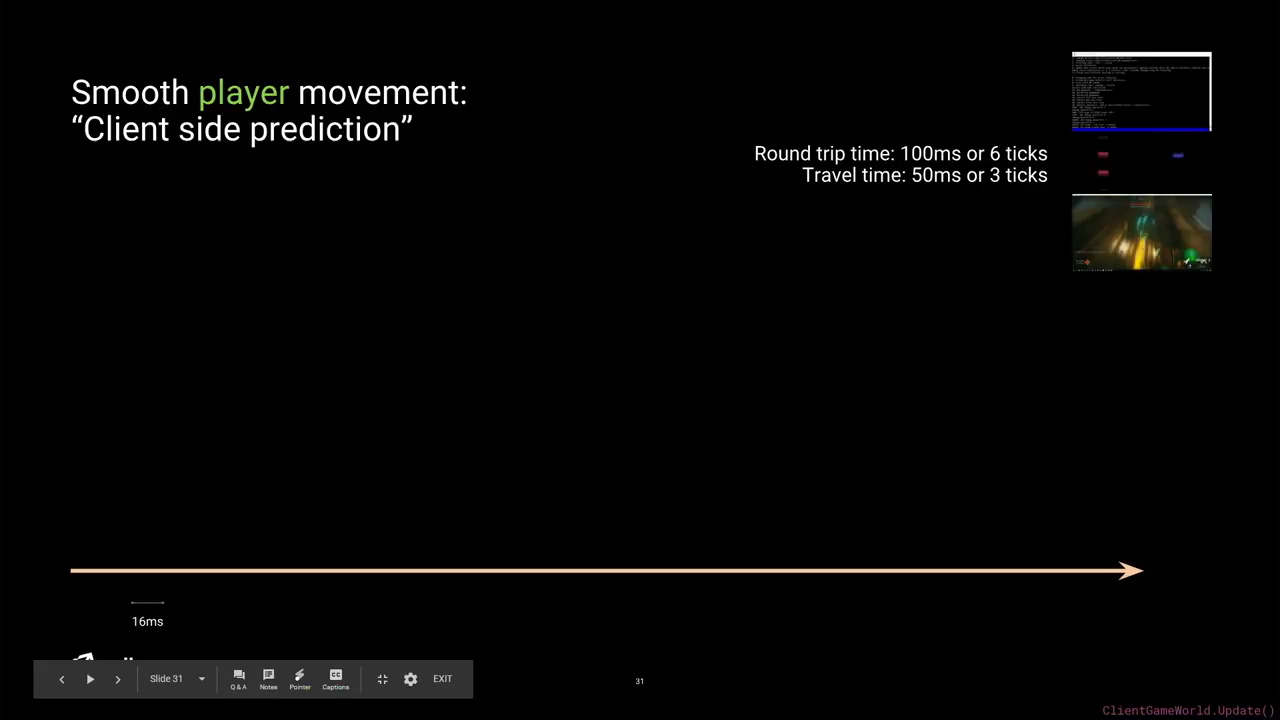 Smooth player movement:
“Client side prediction”
Round trip time: 100ms or 6 ticks
Travel time: 50ms or 3 ticks
16ms
Slide 31
Q & A
Notes
Pointer
Captions
EXIT
31
ClientGameWorld.Update()